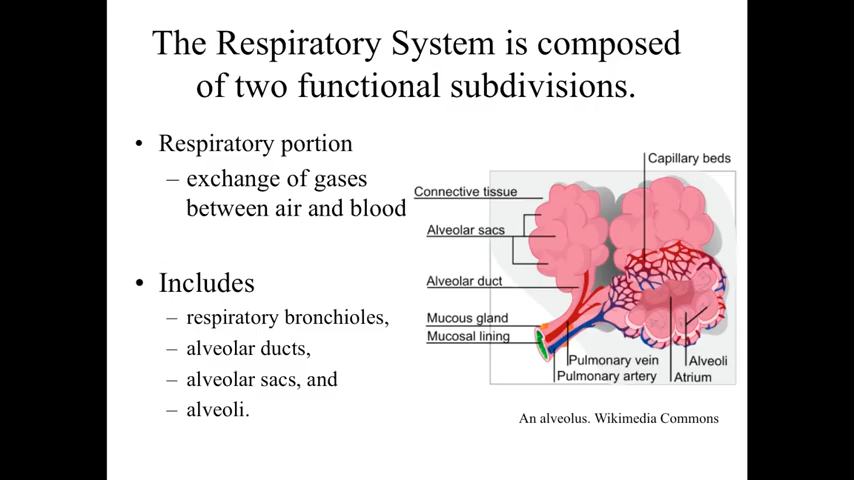 The Respiratory System is composed
of two functional subdivisions.
• Respiratory portion
– exchange of gases
between air and blood
• Includes
– respiratory bronchioles,
– alveolar ducts,
– alveolar sacs, and
– alveoli.
Capillary beds
Connective tissue
Alveolar sacs
Alveolar duct
Mucous gland
Mucosal lining
Pulmonary vein
Alveoli
Pulmonary artery
Atrium
An alveolus. Wikimedia Commons